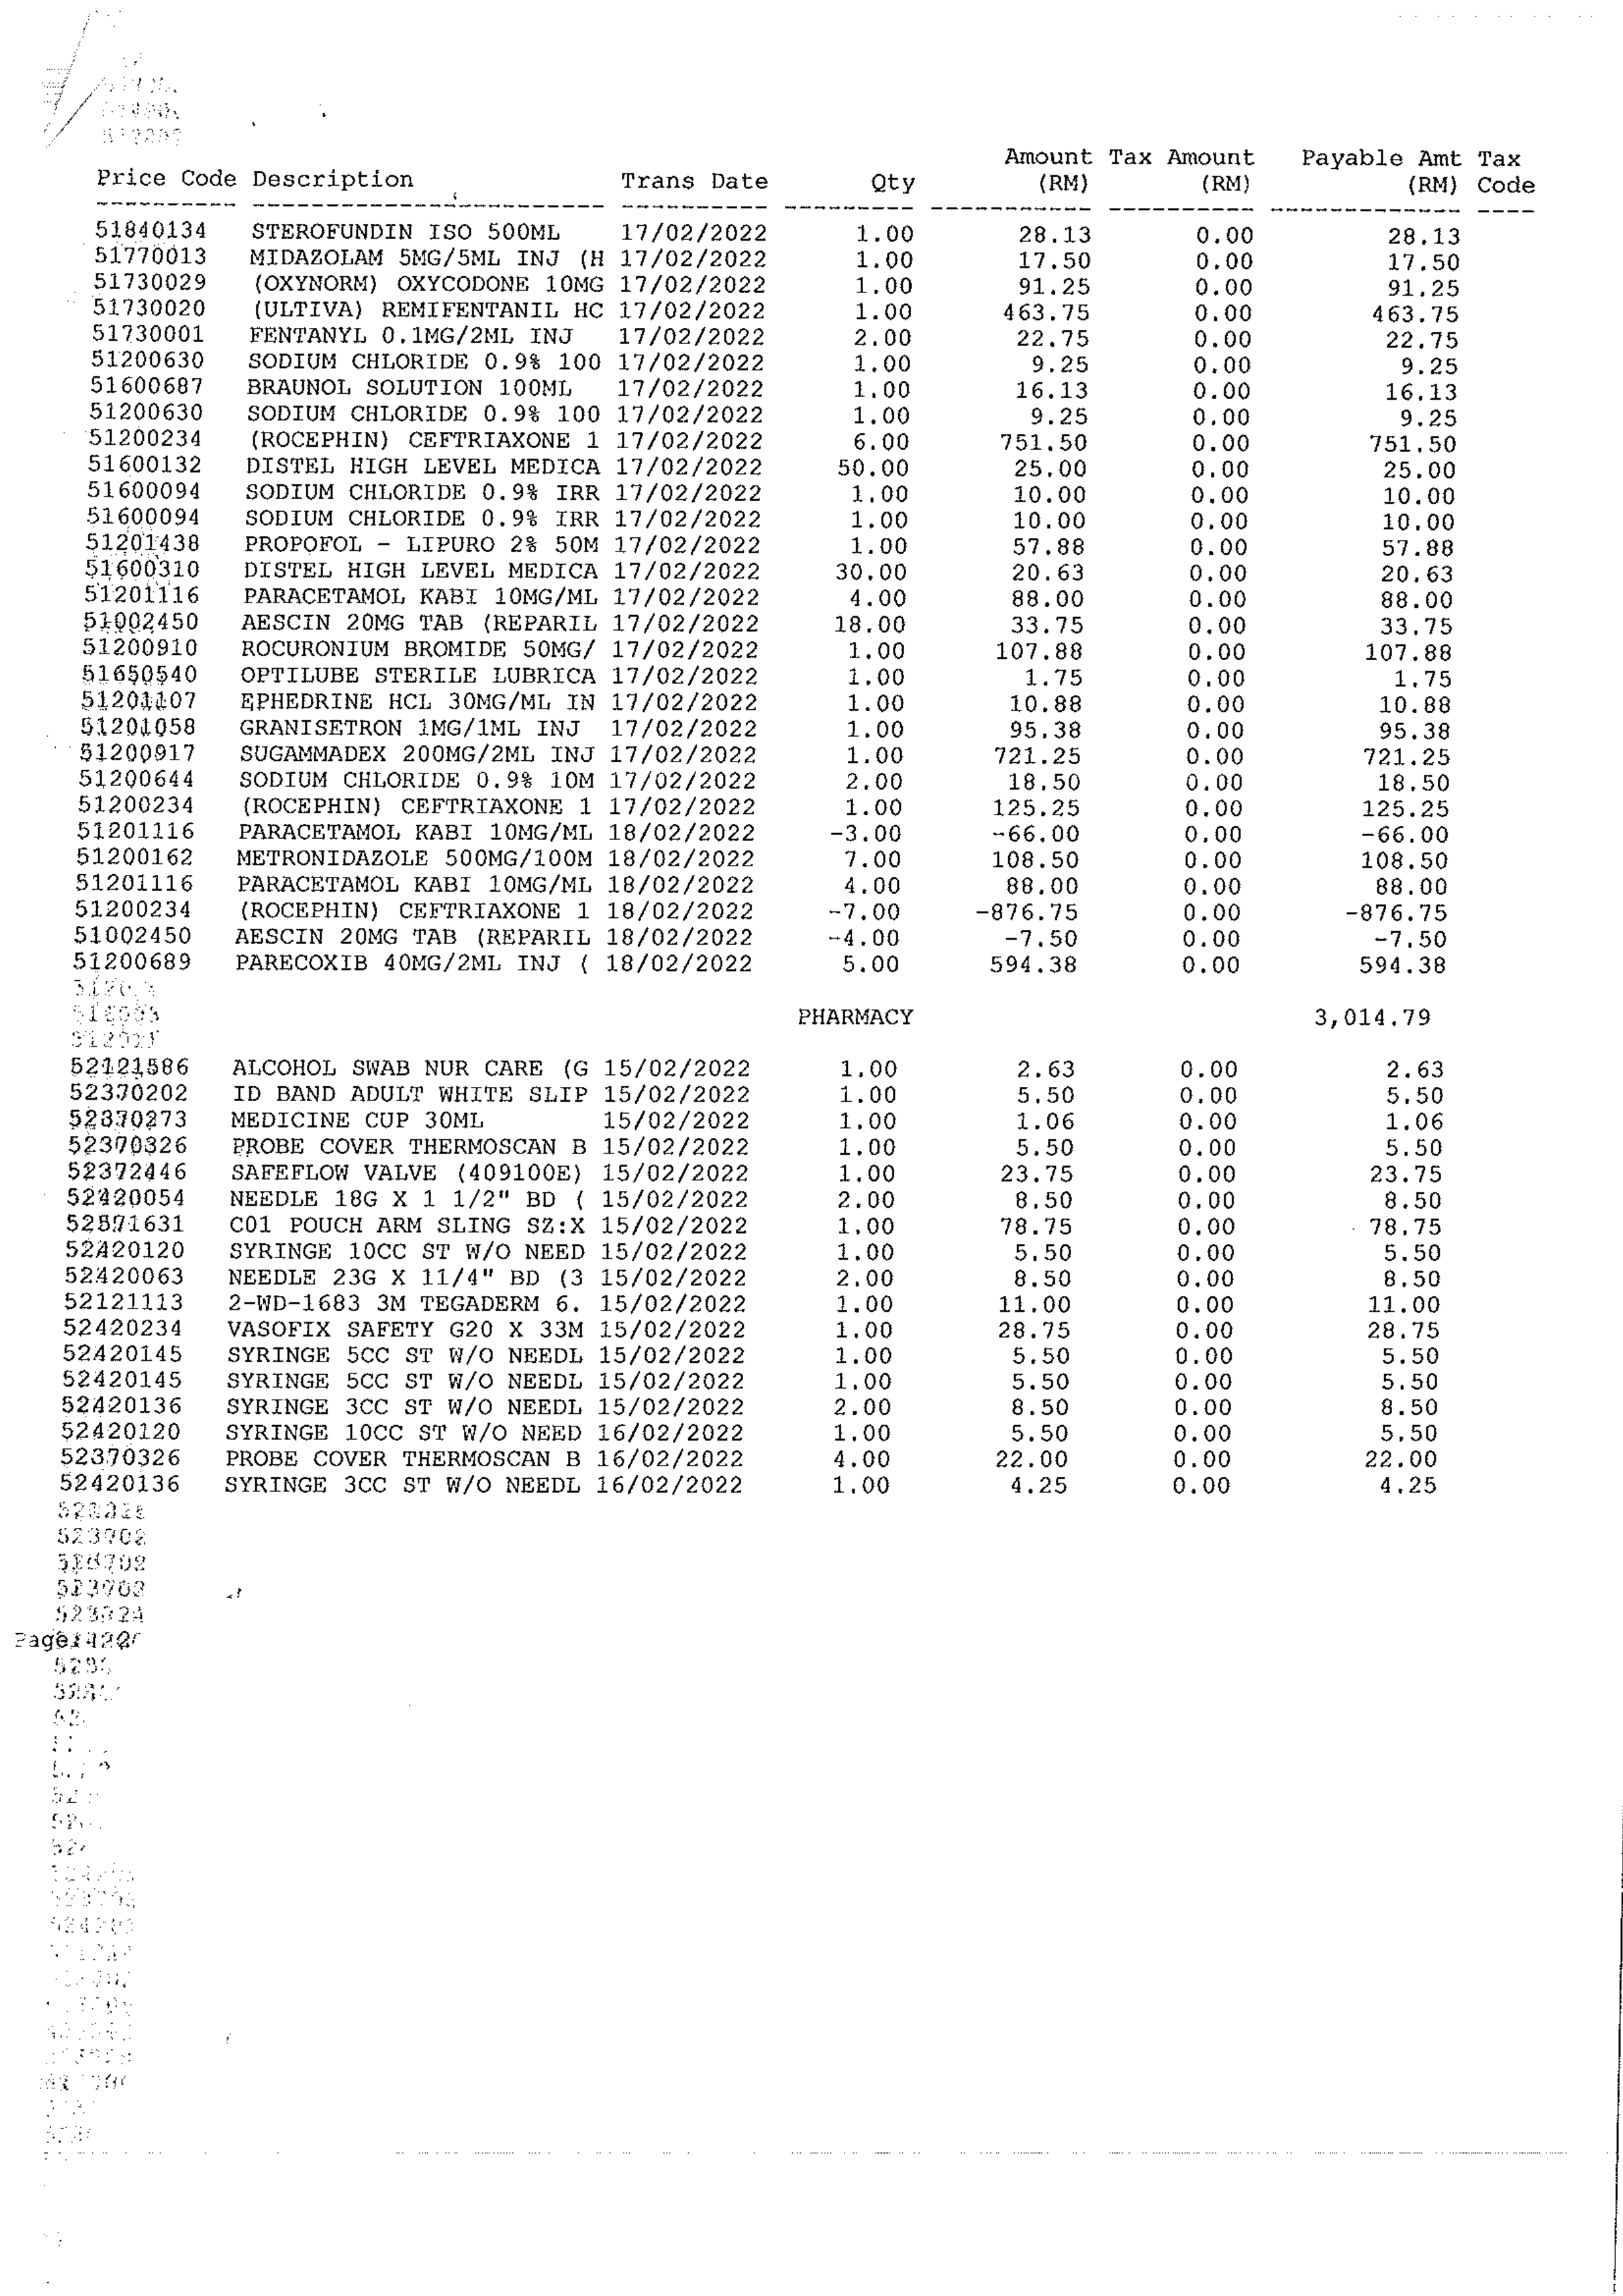 Amount Tax Amount Payable Amt Tax
Price Code Description Trans Date Qty (RM) (RM) (RM) Code
51840134 STEROFUNDIN ISO 500ML 17/02/2022 1.00 28.13 0.00 28.13
51770013 MIDAZOLAM 5MG/5ML INJ (H 17/02/2022 1.00 17.50 0.00 17.50
51730029 (OXYNORM) OXYCODONE 10MG 17/02/2022 1.00 91.25 0.00 91.25
51730020 (ULTIVA) REMIFENTANIL HC 17/02/2022 1.00 463.75 0.00 463.75
51730001 FENTANYL 0.1MG/2ML INJ 17/02/2022 2.00 22.75 0.00 22.75
51200630 SODIUM CHLORIDE 0.9% 100 17/02/2022 1.00 9.25 0.00 9.25
51600687 BRAUNOL SOLUTION 100ML 17/02/2022 1.00 16.13 0.00 16.13
51200630 SODIUM CHLORIDE 0.9% 100 17/02/2022 1.00 9.25 0.00 9.25
51200234 (ROCEPHIN) CEFTRIAXONE 1 17/02/2022 6.00 751.50 0.00 751.50
51600132 DISTEL HIGH LEVEL MEDICA 17/02/2022 50.00 25.00 0.00 25.00
51600094 SODIUM CHLORIDE 0.9% IRR 17/02/2022 1.00 10.00 0.00 10.00
51600094 SODIUM CHLORIDE 0.9% IRR 17/02/2022 1.00 10.00 0.00 10.00
51201438 PROPOFOL - LIPURO 2% 50M 17/02/2022 1.00 57.88 0.00 57.88
51600310 DISTEL HIGH LEVEL MEDICA 17/02/2022 30.00 20.63 0.00 20.63
51201116 PARACETAMOL KABI 10MG/ML 17/02/2022 4.00 88.00 0.00 88.00
51002450 AESCIN 20MG TAB (REPARIL 17/02/2022 18.00 33.75 0.00 33.75
51200910 ROCURONIUM BROMIDE 50MG/ 17/02/2022 1.00 107.88 0.00 107.88
51650540 OPTILUBE STERILE LUBRICA 17/02/2022 1.00 1.75 0.00 1.75
51201107 EPHEDRINE HCL 30MG/ML IN 17/02/2022 1.00 10.88 0.00 10.88
51201058 GRANISETRON 1MG/1ML INJ 17/02/2022 1.00 95.38 0.00 95.38
51200917 SUGAMMADEX 200MG/2ML INJ 17/02/2022 1.00 721.25 0.00 721.25
51200644 SODIUM CHLORIDE 0.9% 10M 17/02/2022 2.00 18.50 0.00 18.50
51200234 (ROCEPHIN) CEFTRIAXONE 1 17/02/2022 1.00 125.25 0.00 125.25
51201116 PARACETAMOL KABI 10MG/ML 18/02/2022 -3.00 -66.00 0.00 -66.00
51200162 METRONIDAZOLE 500MG/100M 18/02/2022 7.00 108.50 0.00 108.50
51201116 PARACETAMOL KABI 10MG/ML 18/02/2022 4.00 88.00 0.00 88.00
51200234 (ROCEPHIN) CEFTRIAXONE 1 18/02/2022 -7.00 -876.75 0.00 -876.75
51002450 AESCIN 20MG TAB (REPARIL 18/02/2022 -4.00 -7.50 0.00 -7.50
51200689 PARECOXIB 40MG/2ML INJ ( 18/02/2022 5.00 594.38 0.00 594.38
PHARMACY 3,014.79
52121586 ALCOHOL SWAB NUR CARE (G 15/02/2022 1.00 2.63 0.00 2.63
52370202 ID BAND ADULT WHITE SLIP 15/02/2022 1.00 5.50 0.00 5.50
52370273 MEDICINE CUP 30ML 15/02/2022 1.00 1.06 0.00 1.06
52370326 PROBE COVER THERMOSCAN B 15/02/2022 1.00 5.50 0.00 5.50
52372446 SAFEFLOW VALVE (409100E) 15/02/2022 1.00 23.75 0.00 23.75
52420054 NEEDLE 18G X 1 1/2" BD ( 15/02/2022 2.00 8.50 0.00 8.50
52571631 C01 POUCH ARM SLING SZ:X 15/02/2022 1.00 78.75 0.00 78.75
52420120 SYRINGE 10CC ST W/O NEED 15/02/2022 1.00 5.50 0.00 5.50
52420063 NEEDLE 23G X 11/4" BD (3 15/02/2022 2.00 8.50 0.00 8.50
52121113 2-WD-1683 3M TEGADERM 6. 15/02/2022 1.00 11.00 0.00 11.00
52420234 VASOFIX SAFETY G20 X 33M 15/02/2022 1.00 28.75 0.00 28.75
52420145 SYRINGE 5CC ST W/O NEEDL 15/02/2022 1.00 5.50 0.00 5.50
52420145 SYRINGE 5CC ST W/O NEEDL 15/02/2022 1.00 5.50 0.00 5.50
52420136 SYRINGE 3CC ST W/O NEEDL 15/02/2022 2.00 8.50 0.00 8.50
52420120 SYRINGE 10CC ST W/O NEED 16/02/2022 1.00 5.50 0.00 5.50
52370326 PROBE COVER THERMOSCAN B 16/02/2022 4.00 22.00 0.00 22.00
52420136 SYRINGE 3CC ST W/O NEEDL 16/02/2022 1.00 4.25 0.00 4.25